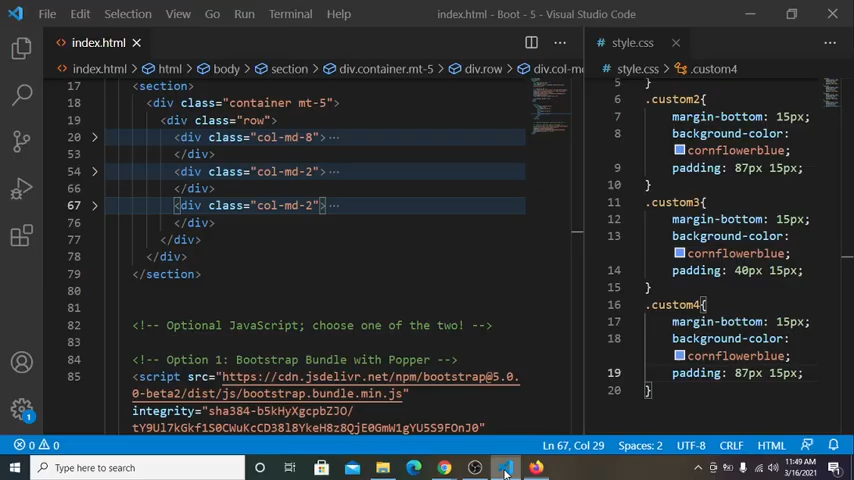 File Edit Selection View Go Run Terminal Help index.html - Boot - 5 - Visual Studio Code
index.html
style.css
index.html > html > body > section > div.container.mt-5 > div.row > div.col-m
style.css > .custom4
17 <section>
18 <div class="container mt-5">
19 <div class="row">
20 <div class="col-md-8"> ...
53 </div>
54 <div class="col-md-2"> ...
66 </div>
67 <div class="col-md-2"> ...
76 </div>
77 </div>
78 </div>
79 </section>
80
81
82 <!-- Optional JavaScript; choose one of the two! -->
83
84 <!-- Option 1: Bootstrap Bundle with Popper -->
85 <script src="https://cdn.jsdelivr.net/npm/bootstrap@5.0.
0-beta2/dist/js/bootstrap.bundle.min.js"
integrity="sha384-b5kHyXgcpbZJO/
tY9Ul7kGkf1S0CWuKcCD38l8YkeH8z8QjE0GmW1gYU5S9FOnJ0"
5 }
6 .custom2{
7 margin-bottom: 15px;
8 background-color:
cornflowerblue;
9 padding: 87px 15px;
10 }
11 .custom3{
12 margin-bottom: 15px;
13 background-color:
cornflowerblue;
14 padding: 40px 15px;
15 }
16 .custom4{
17 margin-bottom: 15px;
18 background-color:
cornflowerblue;
19 padding: 87px 15px;
20 }
1
0 0 Ln 67, Col 29 Spaces: 2 UTF-8 CRLF HTML
Type here to search
11:49 AM
3/16/2021
1